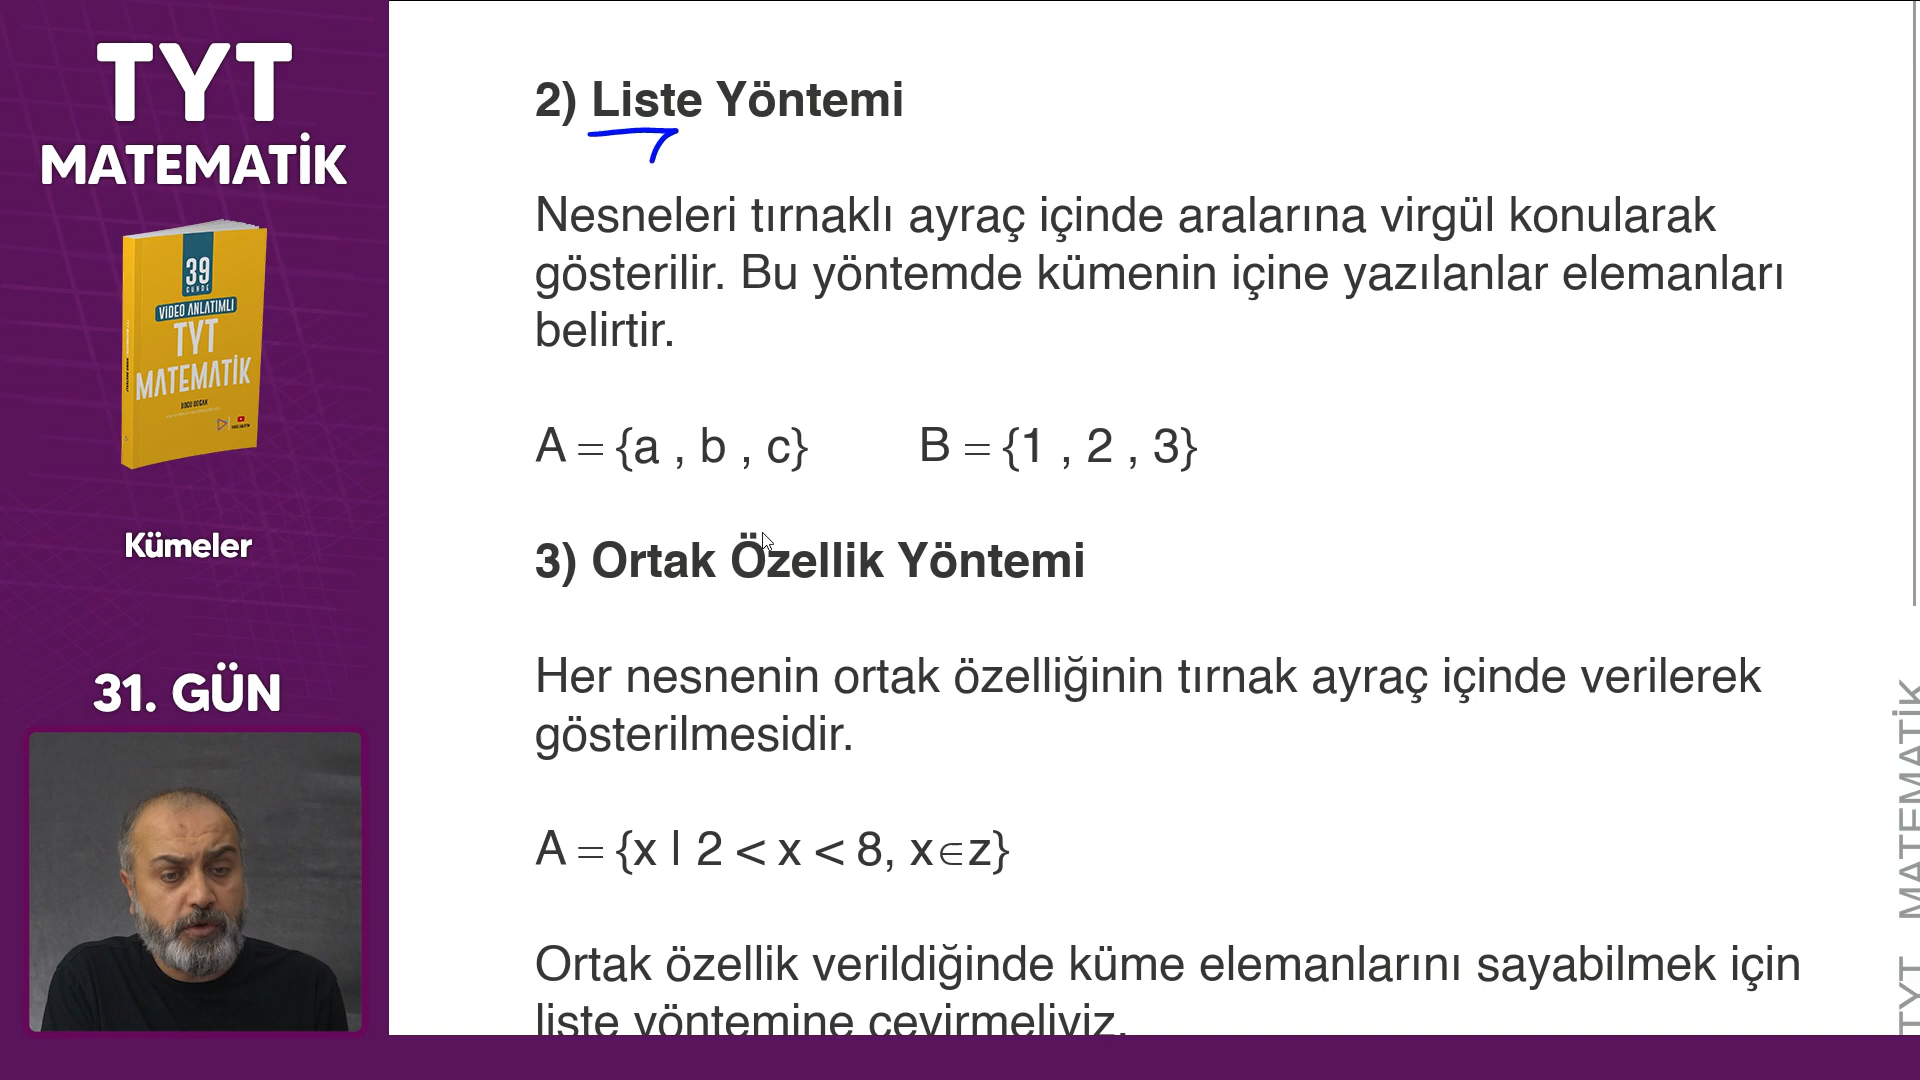 TYT
MATEMATİK
39
GÜNDE
VİDEO ANLATIMLI
TYT
MATEMATİK
Kümeler
31. GÜN
2) Liste Yöntemi
Nesneleri tırnaklı ayraç içinde aralarına virgül konularak
gösterilir. Bu yöntemde kümenin içine yazılanlar elemanları
belirtir.
A = {a , b , c} B = {1 , 2 , 3}
3) Ortak Özellik Yöntemi
Her nesnenin ortak özelliğinin tırnak ayraç içinde verilerek
gösterilmesidir.
A = {x | 2 < x < 8, x∈z}
Ortak özellik verildiğinde küme elemanlarını sayabilmek için
liste yöntemine çevirmeliyiz.
TYT MATEMATİK